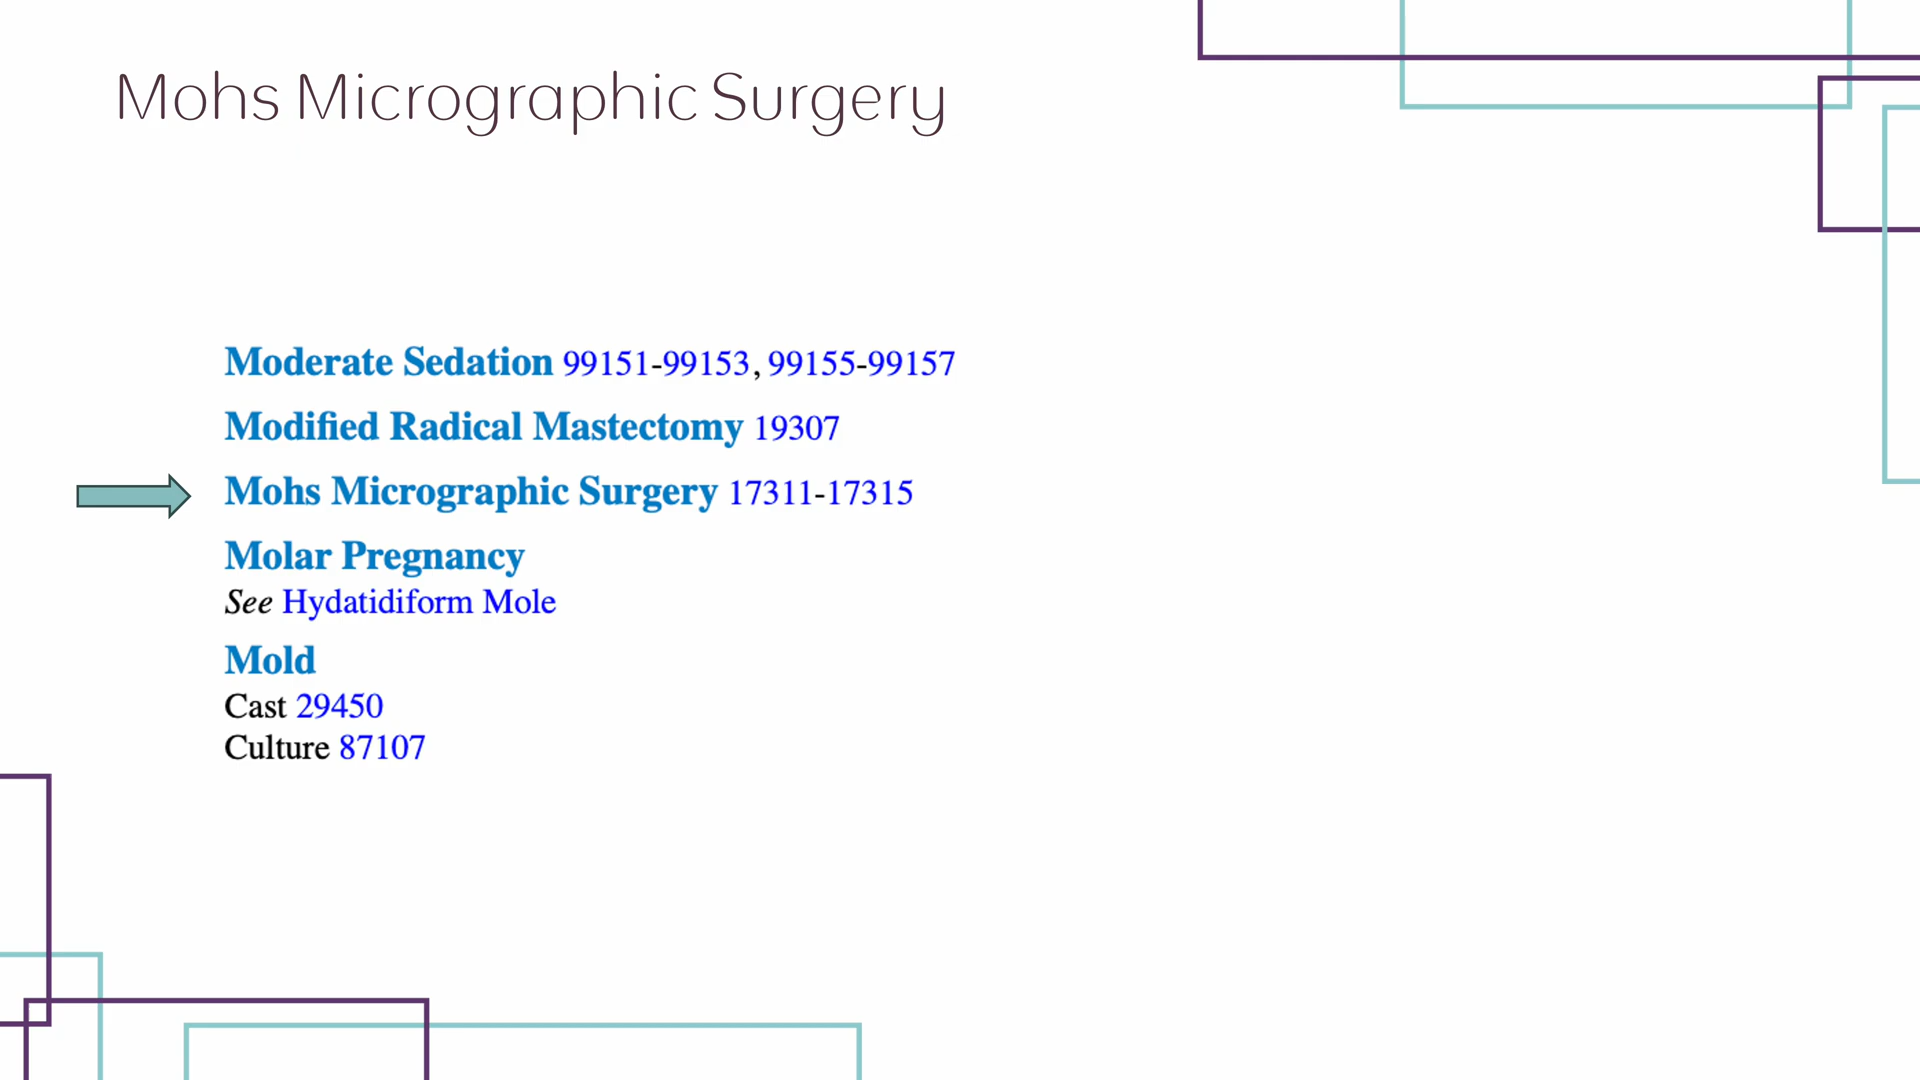 Mohs Micrographic Surgery
Moderate Sedation 99151-99153, 99155-99157
Modified Radical Mastectomy 19307
Mohs Micrographic Surgery 17311-17315
Molar Pregnancy
See Hydatidiform Mole
Mold
Cast 29450
Culture 87107